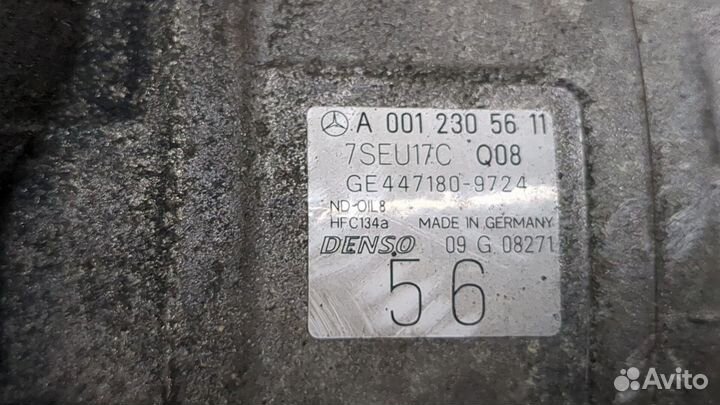 A 001 230 56 11
7SEU17C Q08
GE447180-9724
ND-OIL8
HFC134a MADE IN GERMANY
DENSO 09 G 08271
56
Avito